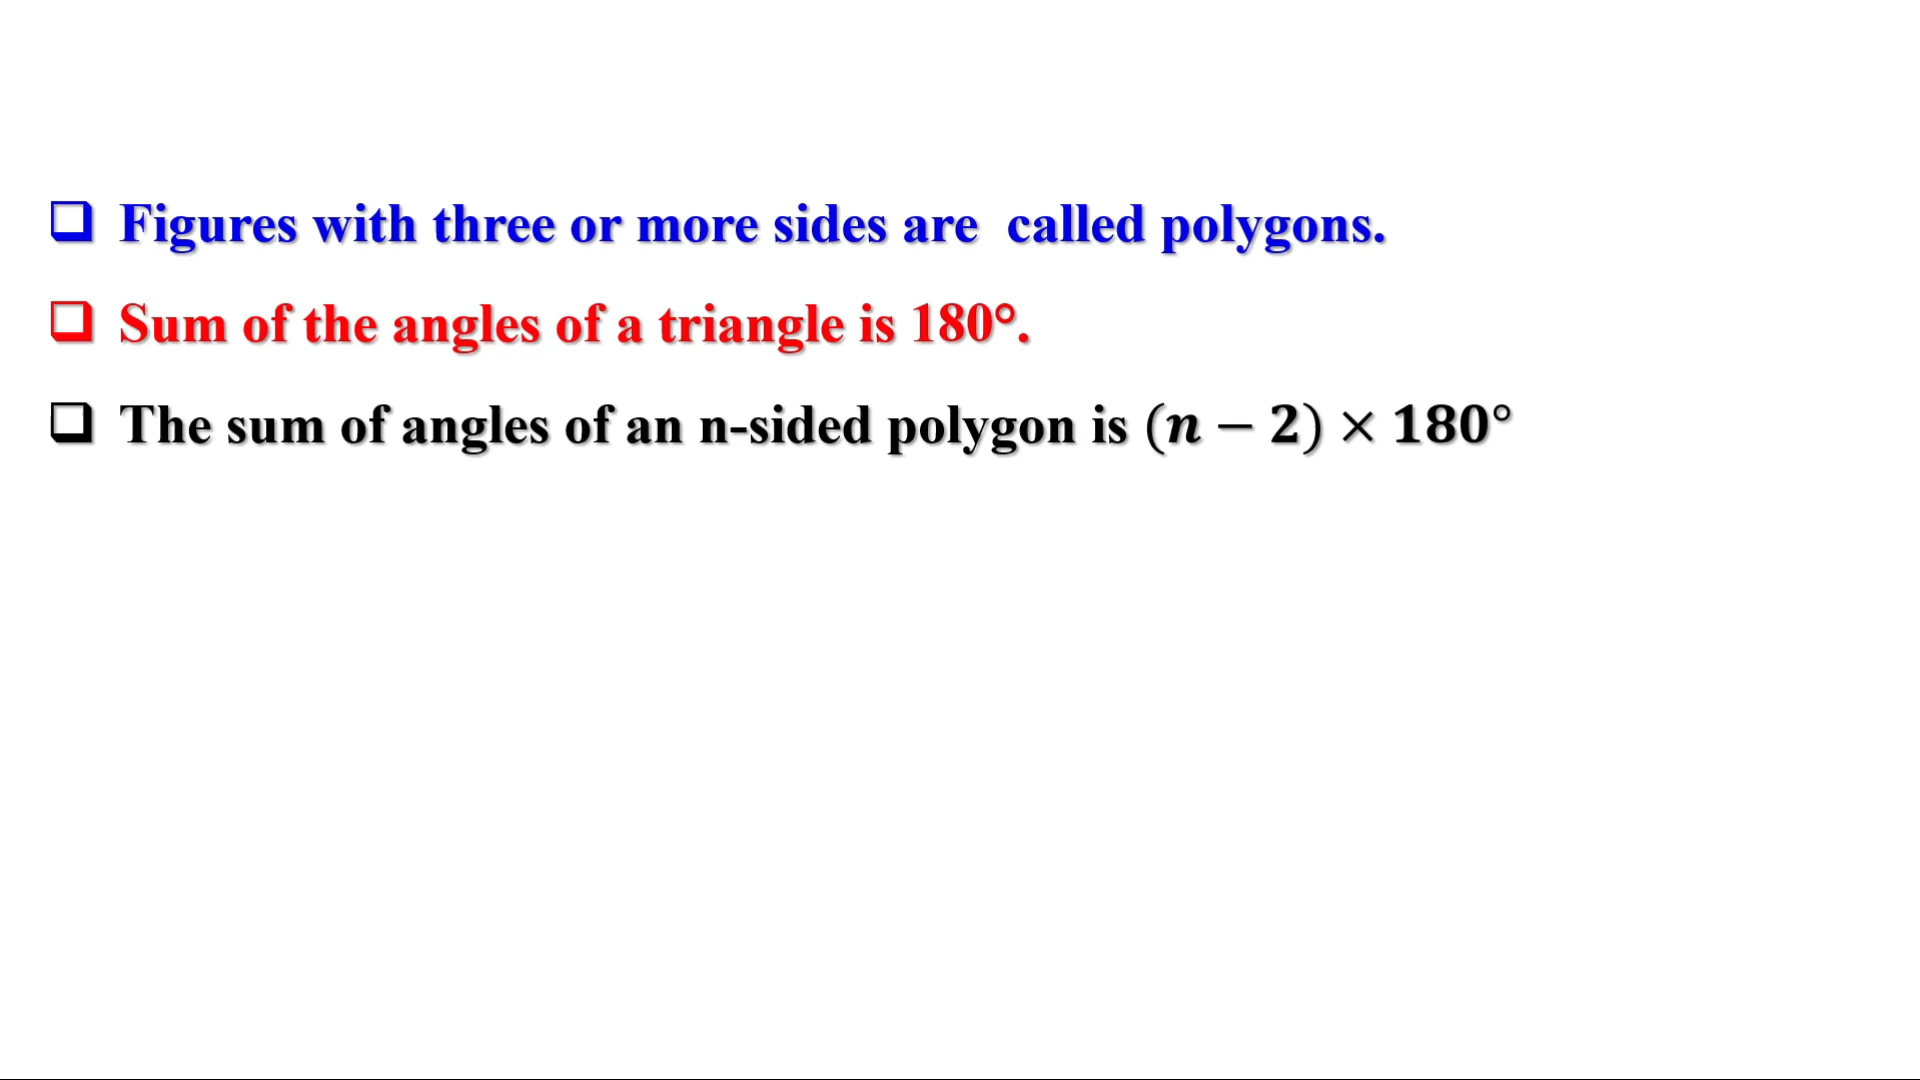 ❑ Figures with three or more sides are called polygons.
❑ Sum of the angles of a triangle is 180°.
❑ The sum of angles of an n-sided polygon is (n − 2) × 180°